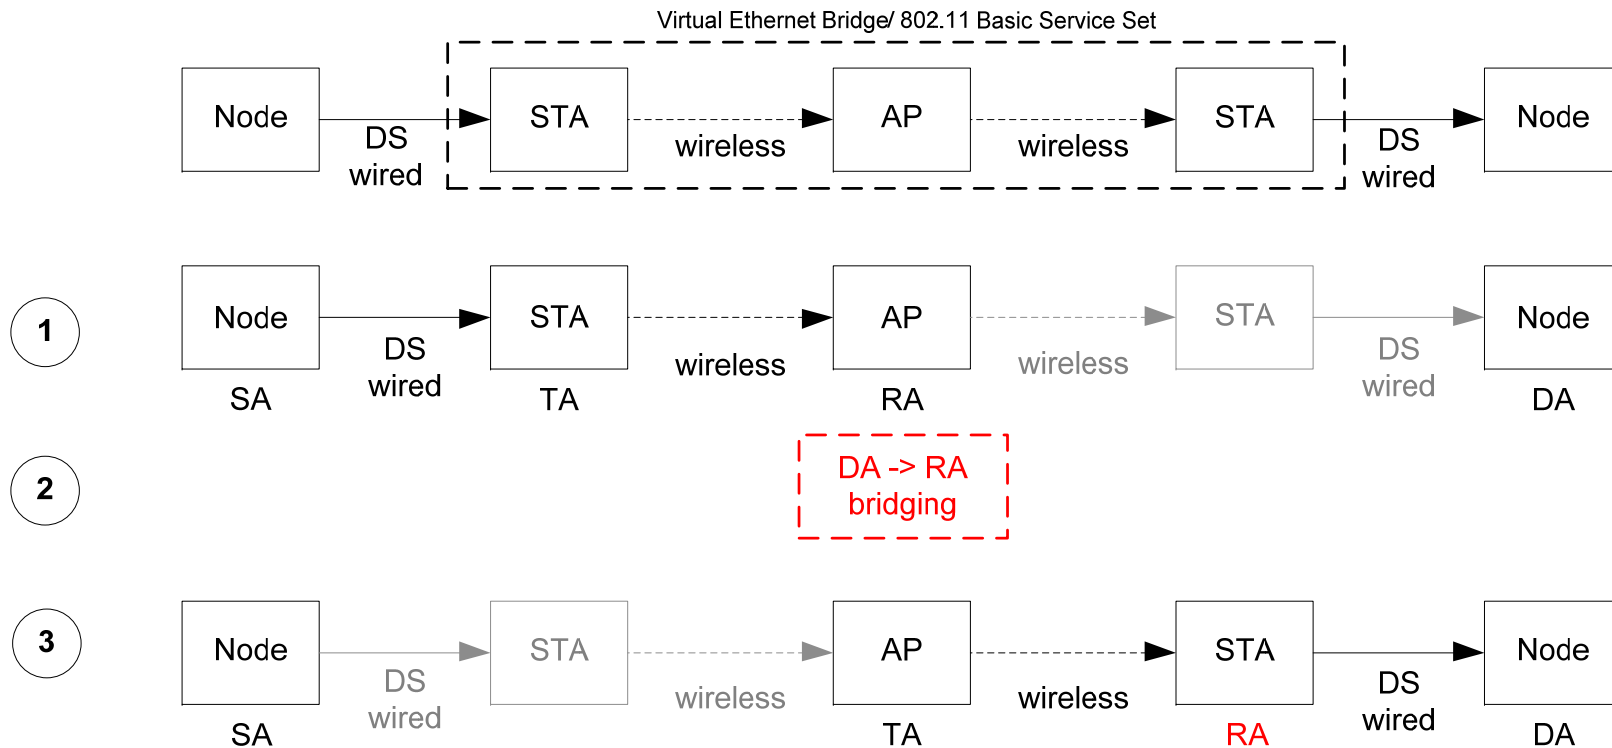 Virtual Ethernet Bridge/ 802.11 Basic Service Set
Node
DS
wired
STA
wireless
AP
wireless
STA
DS
wired
Node
1
Node
DS
wired
STA
wireless
AP
wireless
STA
DS
wired
Node
SA
TA
RA
DA
2
DA -> RA
bridging
3
Node
DS
wired
STA
wireless
AP
wireless
STA
DS
wired
Node
SA
TA
RA
DA